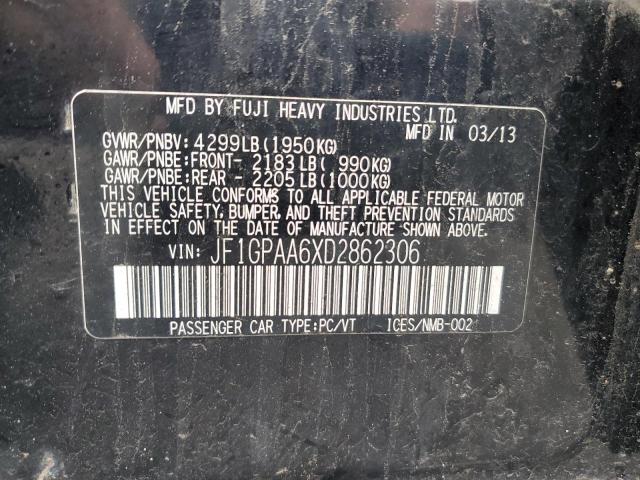 MFD BY FUJI HEAVY INDUSTRIES LTD.
MFD IN 03/13
GVWR/PNBV: 4299LB(1950KG)
GAWR/PNBE:FRONT- 2183LB( 990KG)
GAWR/PNBE:REAR - 2205LB(1000KG)
THIS VEHICLE CONFORMS TO ALL APPLICABLE FEDERAL MOTOR
VEHICLE SAFETY, BUMPER, AND THEFT PREVENTION STANDARDS
IN EFFECT ON THE DATE OF MANUFACTURE SHOWN ABOVE.
VIN: JF1GPAA6XD2862306
PASSENGER CAR TYPE:PC/VT ICES/NMB-002